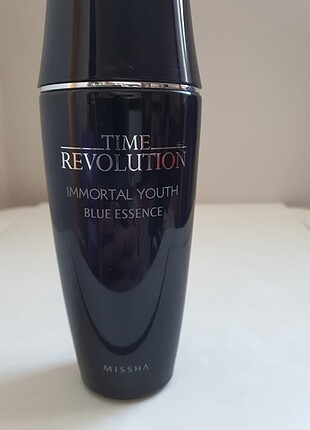 TIME
REVOLUTION
IMMORTAL YOUTH
BLUE ESSENCE
MISSHA